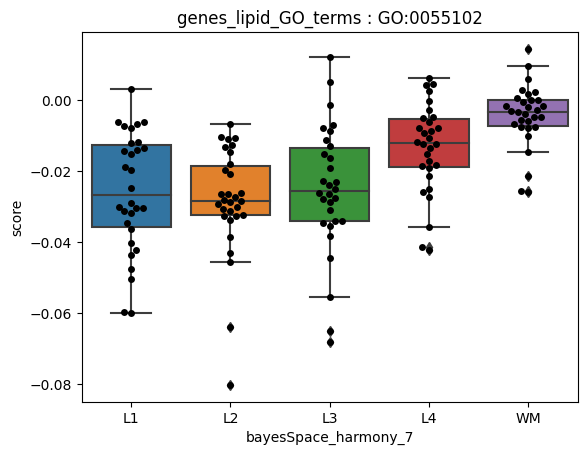 genes_lipid_GO_terms : GO:0055102
score
0.00
−0.02
−0.04
−0.06
−0.08
L1 L2 L3 L4 WM
bayesSpace_harmony_7